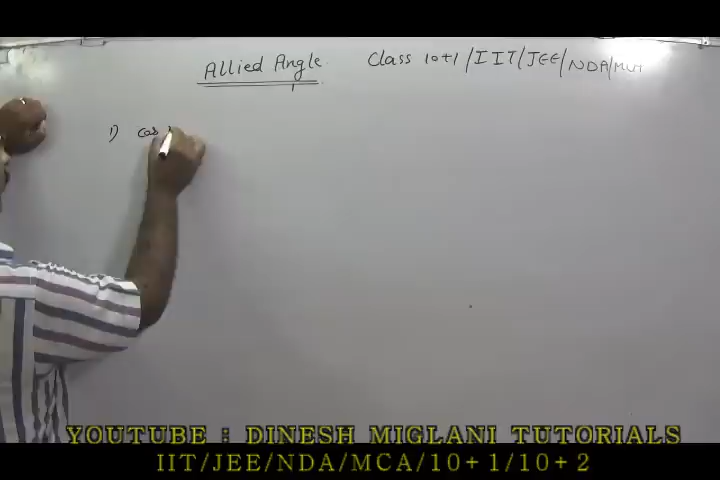 Allied Angle Class 10+1/IIT/JEE/NDA/MCA
1) cos
YOUTUBE : DINESH MIGLANI TUTORIALS
IIT/JEE/NDA/MCA/10+1/10+2